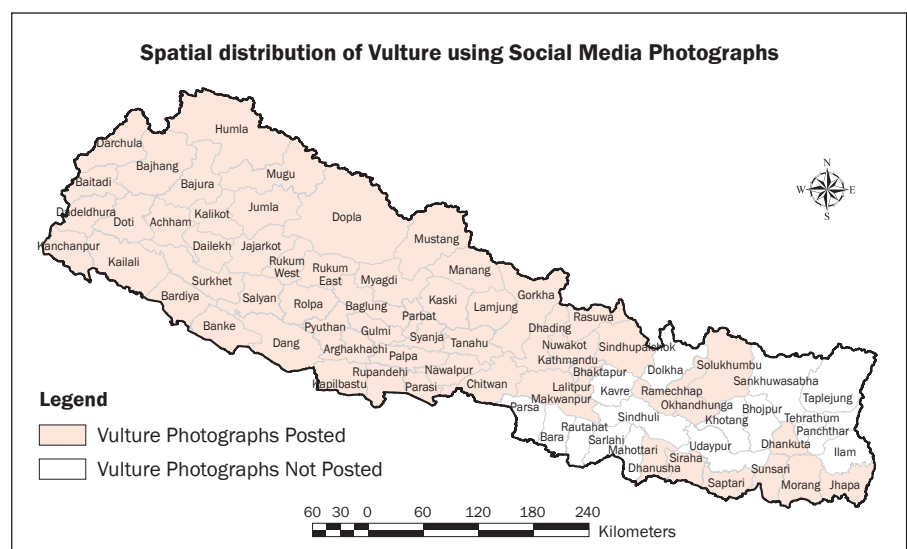 Spatial distribution of Vulture using Social Media Photographs
N
W E
S
Humla
Darchula
Bajhang
Mugu
Baitadi
Bajura
Jumla
Dadeldhura
Doti
Achham
Kalikot
Dopla
Kanchanpur
Dailekh
Jajarkot
Mustang
Kailali
Rukum
West
Rukum
East
Myagdi
Manang
Surkhet
Bardiya
Salyan
Rolpa
Baglung
Kaski
Lamjung
Gorkha
Parbat
Rasuwa
Banke
Pyuthan
Gulmi
Syanja
Tanahu
Dhading
Dang
Arghakhachi
Palpa
Nuwakot
Sindhupalchok
Kathmandu
Dolkha
Solukhumbu
Rupandehi
Nawalpur
Bhaktapur
Sankhuwasabha
Kapilbastu
Parasi
Chitwan
Lalitpur
Kavre
Ramechhap
Taplejung
Makwanpur
Okhandhunga
Parsa
Bhojpur
Sindhuli
Khotang
Tehrathum
Rautahat
Panchthar
Bara
Sarlahi
Mahottari
Udaypur
Dhankuta
Ilam
Siraha
Dhanusha
Sunsari
Saptari
Morang
Jhapa
Legend
Vulture Photographs Posted
Vulture Photographs Not Posted
60 30 0 60 120 180 240
Kilometers